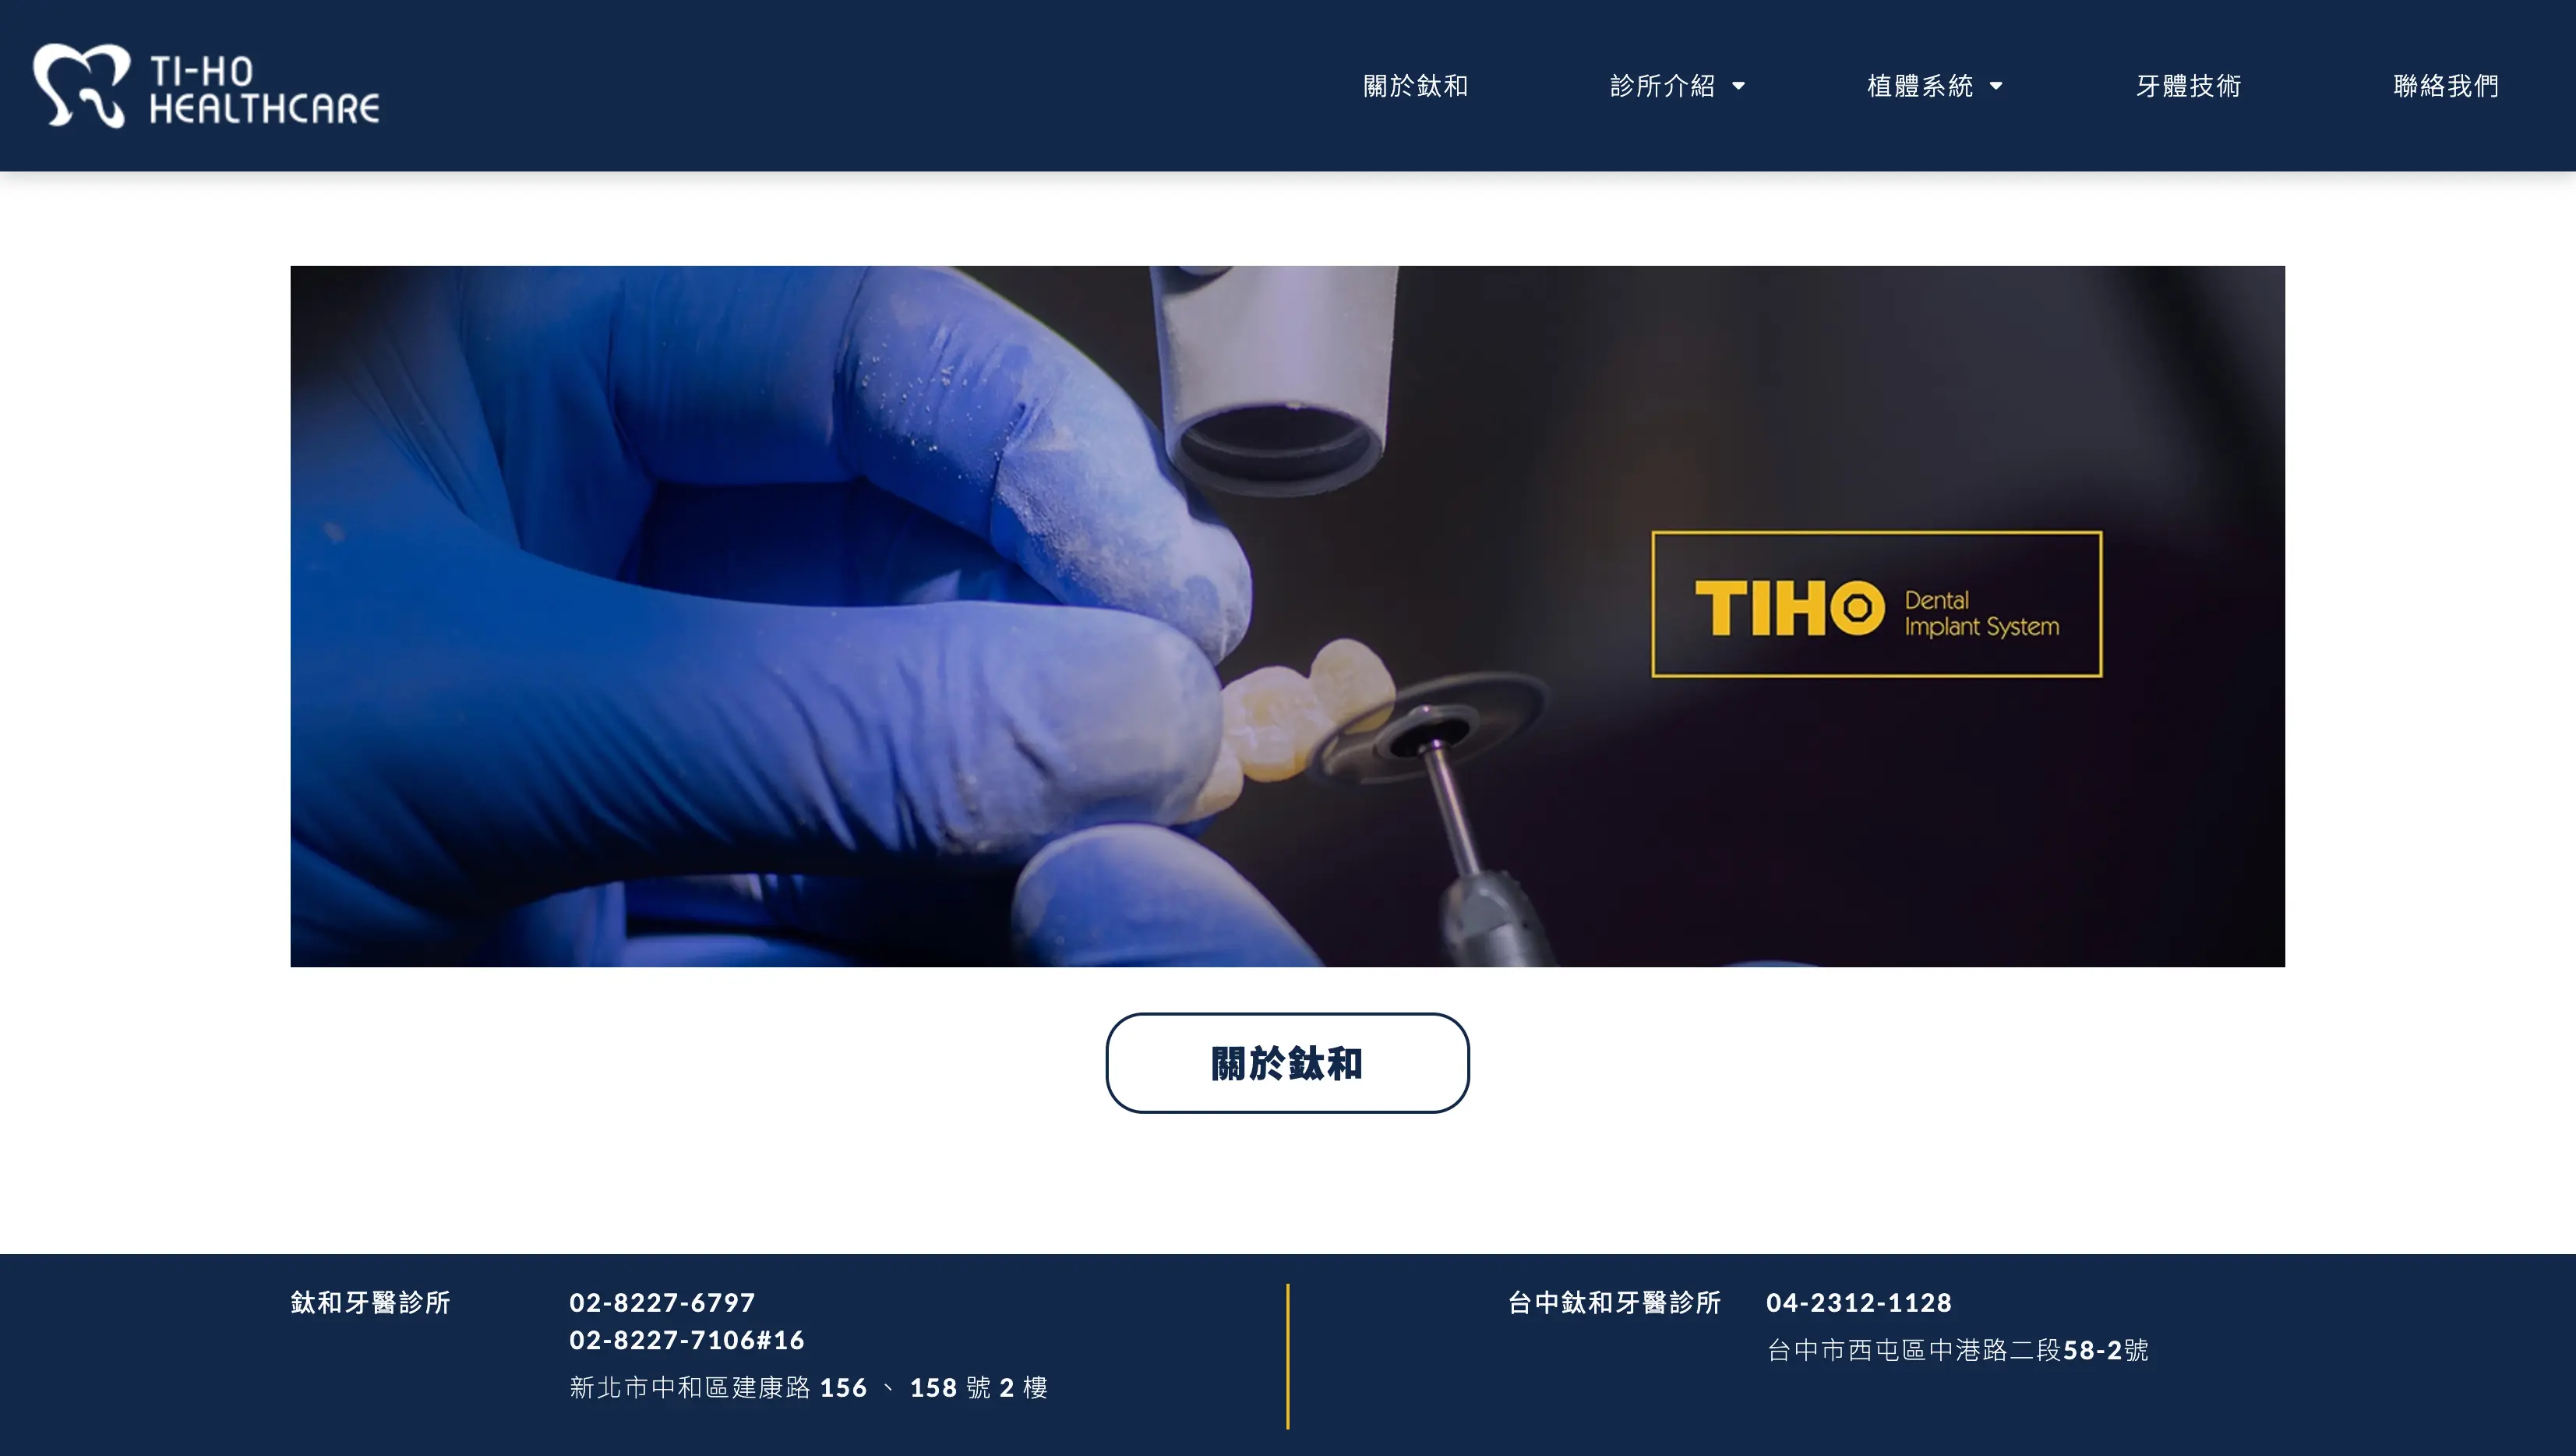 TI-HO
HEALTHCARE
關於鈦和
診所介紹
植體系統
牙體技術
聯絡我們
TIHO
Dental
Implant System
關於鈦和
鈦和牙醫診所
02-8227-6797
02-8227-7106#16
新北市中和區建康路 156 、 158 號 2 樓
台中鈦和牙醫診所
04-2312-1128
台中市西屯區中港路二段58-2號